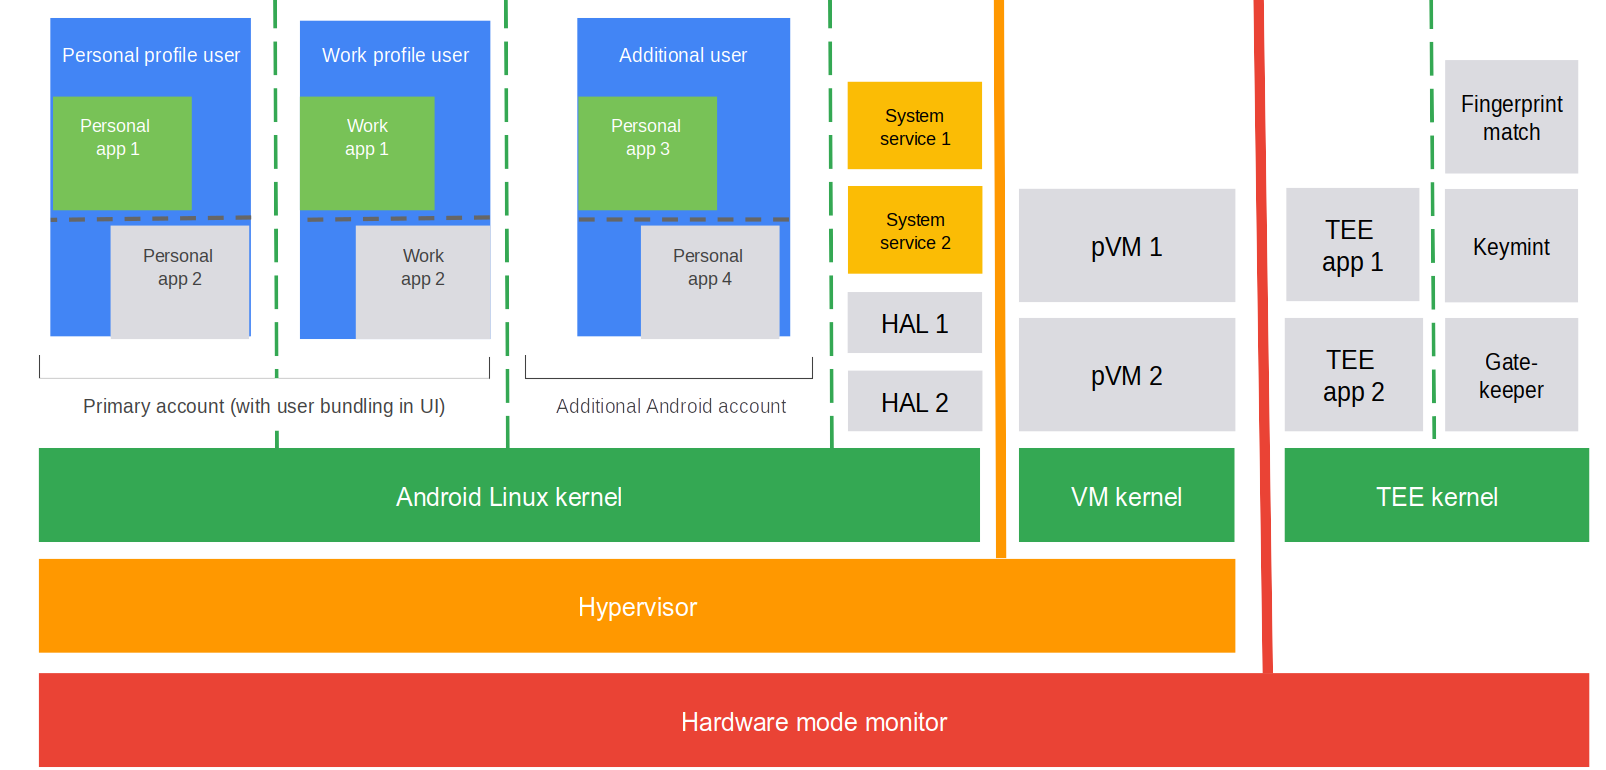 Personal profile user
Personal
app 1
Personal
app 2
Work profile user
Work
app 1
Work
app 2
Primary account (with user bundling in UI)
Additional user
Personal
app 3
Personal
app 4
Additional Android account
System
service 1
System
service 2
HAL 1
HAL 2
pVM 1
pVM 2
TEE
app 1
TEE
app 2
Fingerprint
match
Keymint
Gate-
keeper
Android Linux kernel
VM kernel
TEE kernel
Hypervisor
Hardware mode monitor